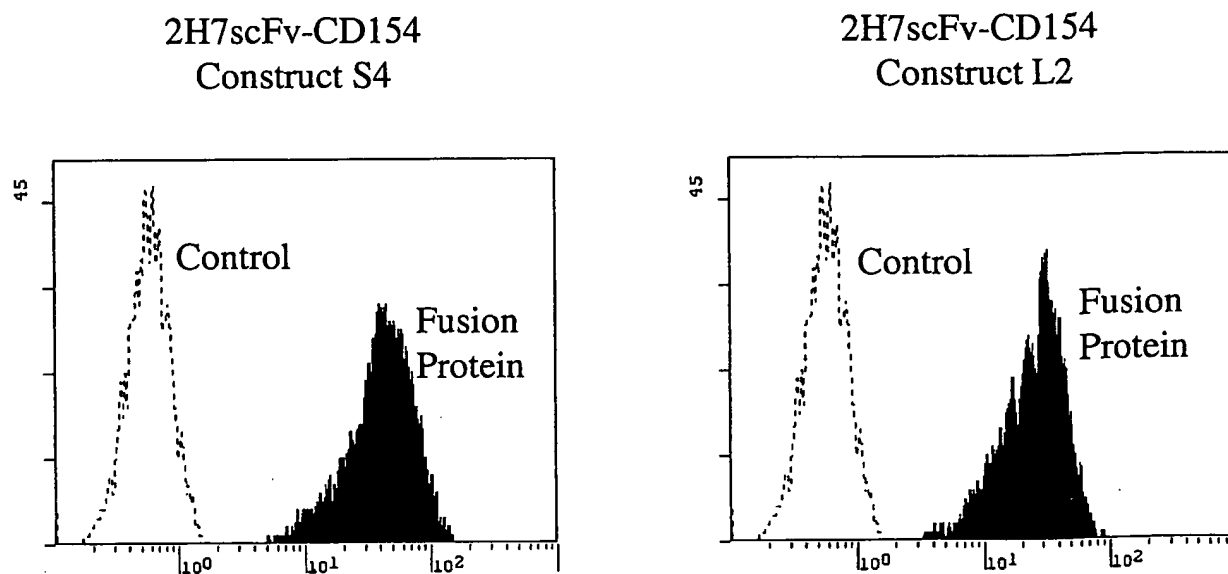 2H7scFv-CD154
Construct S4
45
Control
Fusion
Protein
10⁰ 10¹ 10²
2H7scFv-CD154
Construct L2
45
Control
Fusion
Protein
10⁰ 10¹ 10²